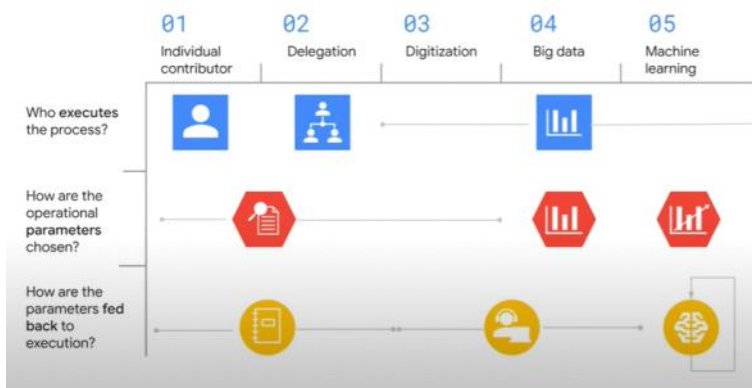 01
02
03
04
05
Individual
contributor
Delegation
Digitization
Big data
Machine
learning
Who executes
the process?
How are the
operational
parameters
chosen?
How are the
parameters fed
back to
execution?